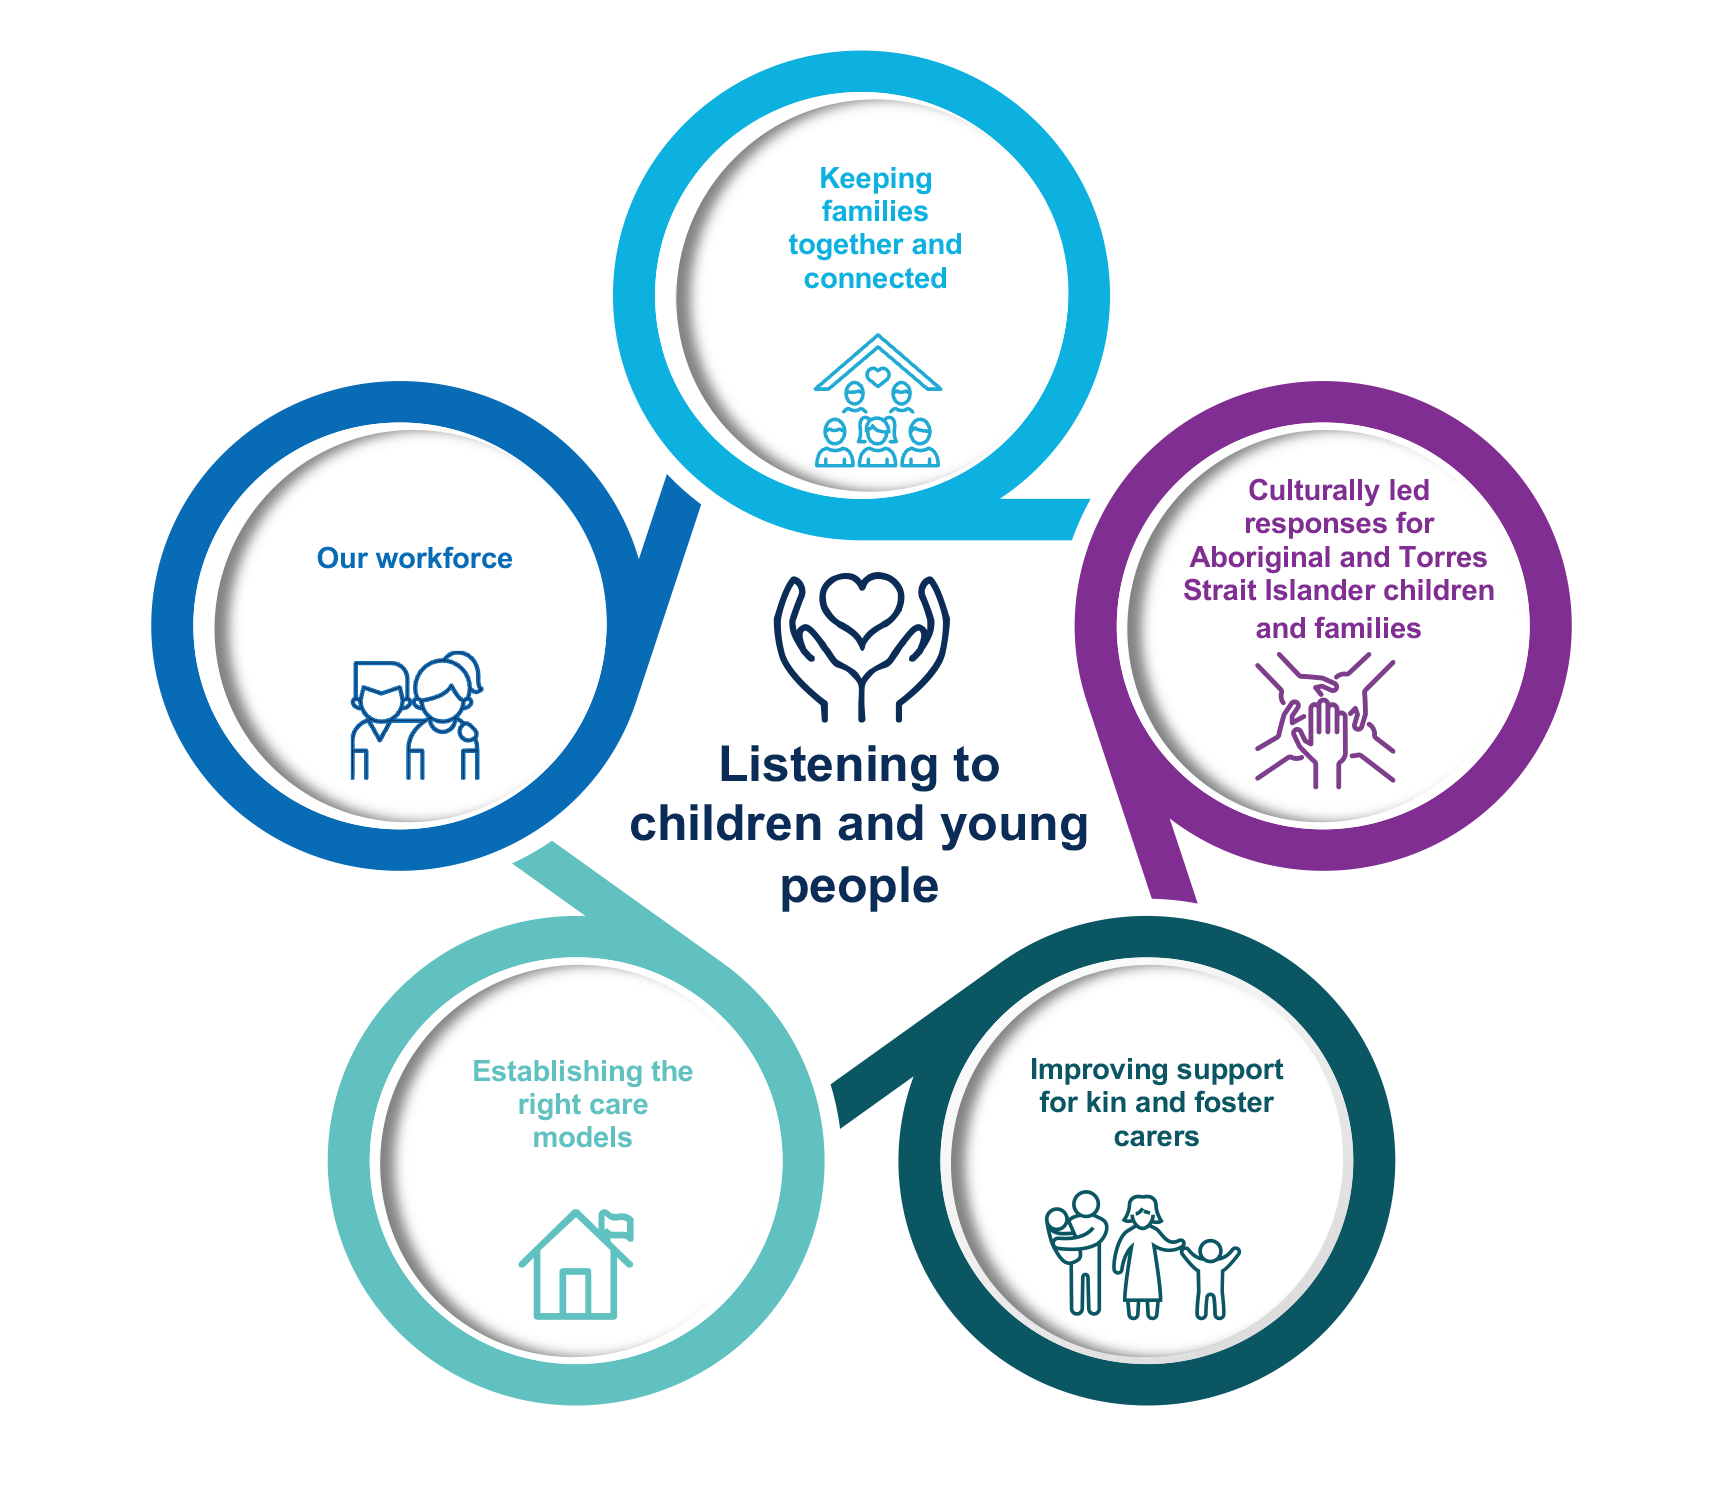 Keeping
families
together and
connected
Culturally led
responses for
Aboriginal and Torres
Strait Islander children
and families
Our workforce
Listening to
children and young
people
Improving support
for kin and foster
carers
Establishing the
right care
models